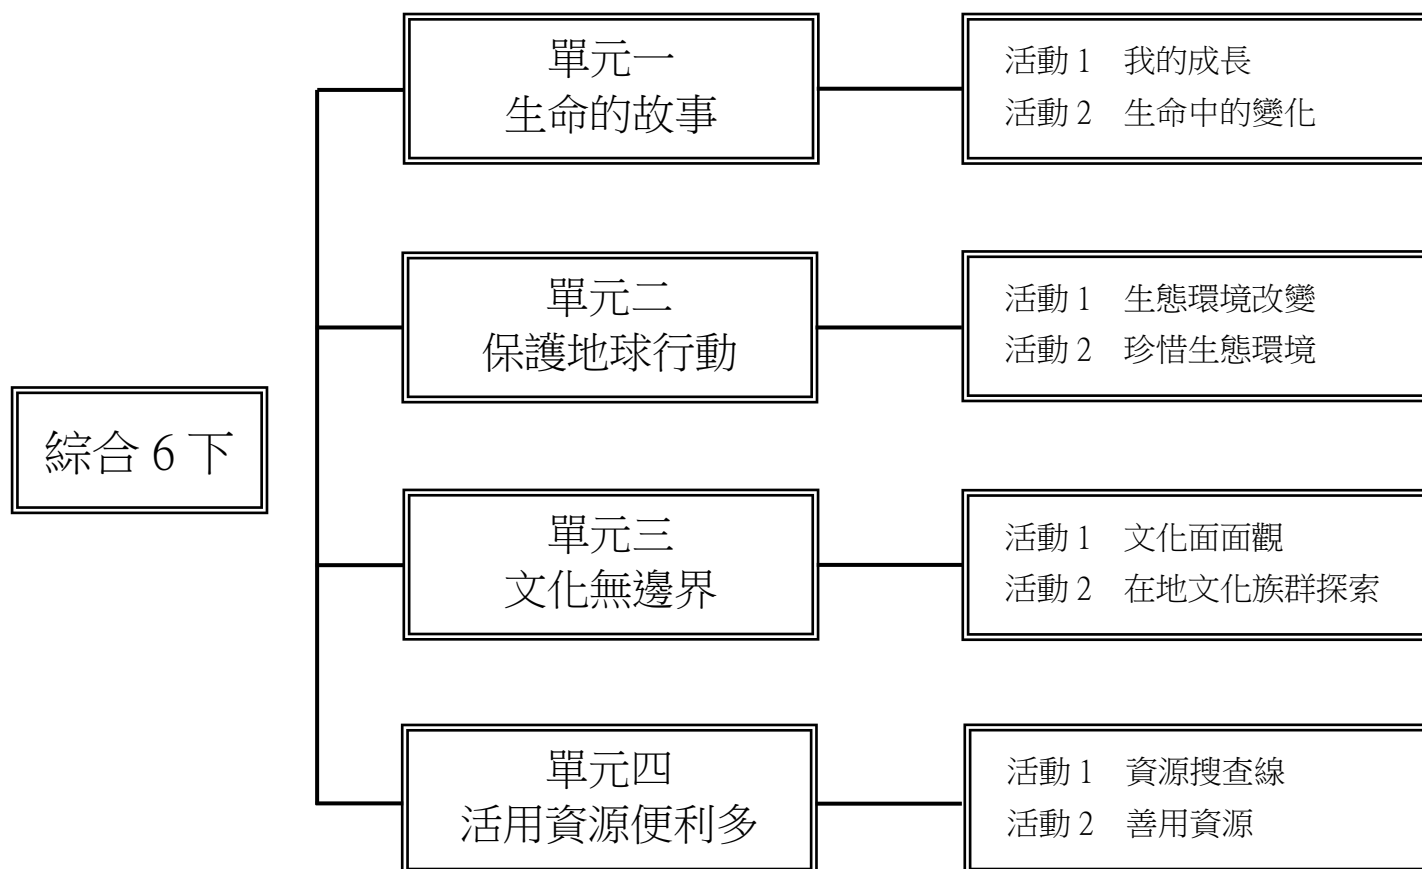 綜合 6 下
單元一
生命的故事
活動 1　我的成長
活動 2　生命中的變化
單元二
保護地球行動
活動 1　生態環境改變
活動 2　珍惜生態環境
單元三
文化無邊界
活動 1　文化面面觀
活動 2　在地文化族群探索
單元四
活用資源便利多
活動 1　資源搜查線
活動 2　善用資源